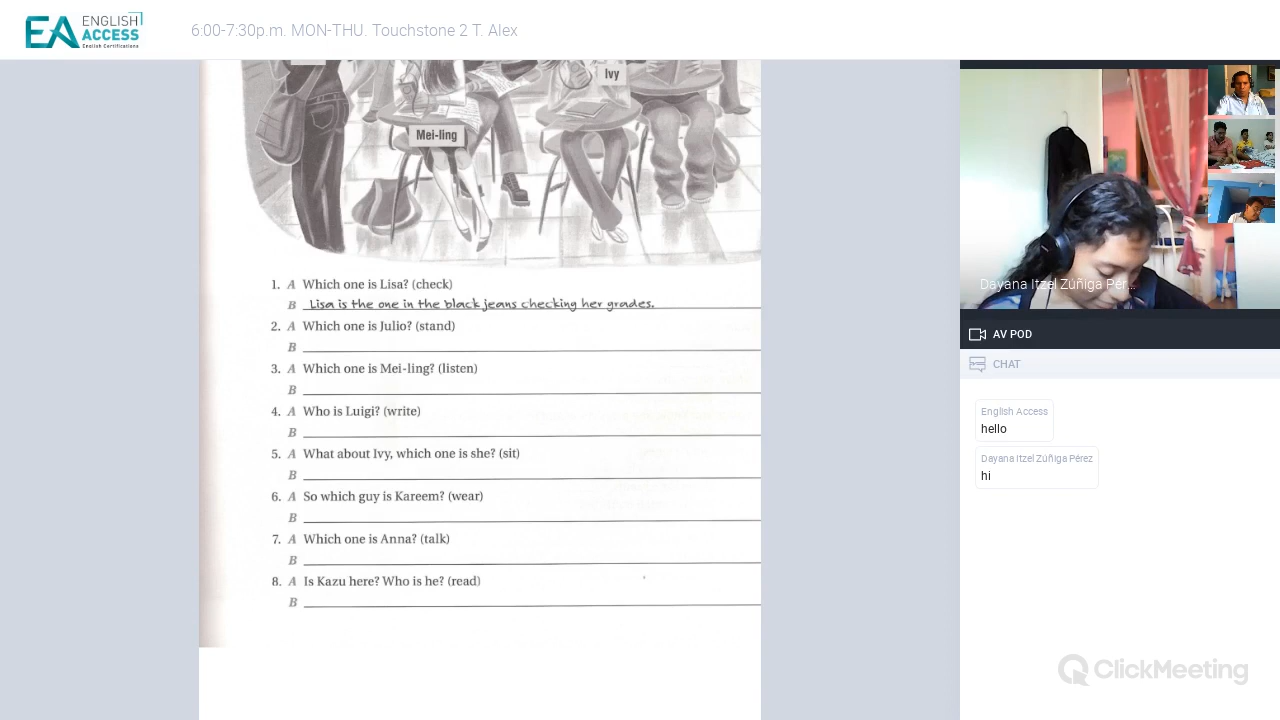 EA ENGLISH ACCESS
English Certifications
6:00-7:30p.m. MON-THU. Touchstone 2 T. Alex
Ivy
Mei-ling
1. A Which one is Lisa? (check)
B Lisa is the one in the black jeans checking her grades.
2. A Which one is Julio? (stand)
B
3. A Which one is Mei-ling? (listen)
B
4. A Who is Luigi? (write)
B
5. A What about Ivy, which one is she? (sit)
B
6. A So which guy is Kareem? (wear)
B
7. A Which one is Anna? (talk)
B
8. A Is Kazu here? Who is he? (read)
B
Dayana Itzel Zúñiga Pér...
AV POD
CHAT
English Access
hello
Dayana Itzel Zúñiga Pérez
hi
ClickMeeting